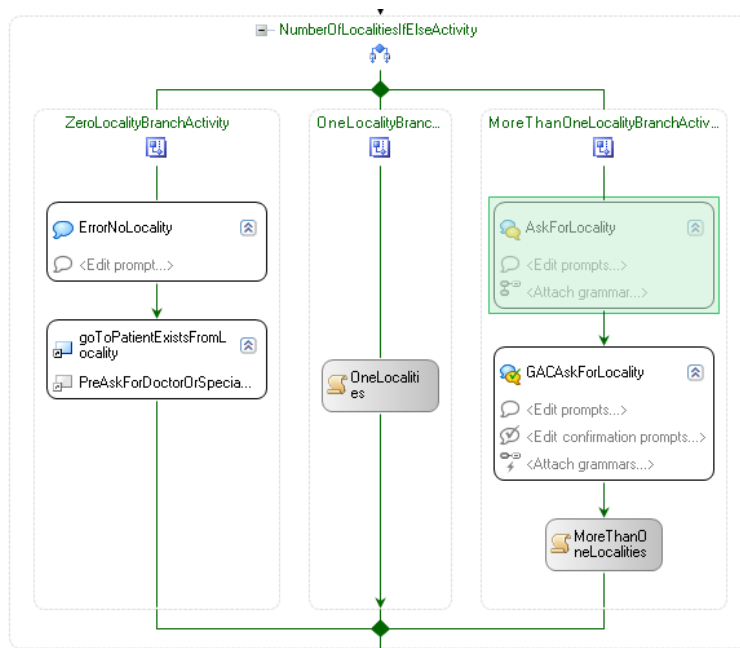 NumberOfLocalitiesIfElseActivity
ZeroLocalityBranchActivity
ErrorNoLocality
<Edit prompt...>
goToPatientExistsFromL
ocality
PreAskForDoctorOrSpecia...
OneLocalityBranc...
OneLocaliti
es
MoreThanOneLocalityBranchActiv...
AskForLocality
<Edit prompts...>
<Attach grammar...>
GACAskForLocality
<Edit prompts...>
<Edit confirmation prompts...>
<Attach grammars...>
MoreThanO
neLocalities